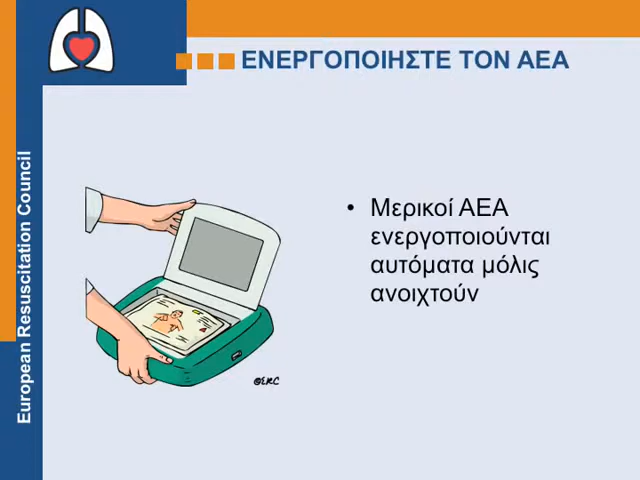 ΕΝΕΡΓΟΠΟΙΗΣΤΕ ΤΟΝ ΑΕΑ
European Resuscitation Council
• Μερικοί ΑΕΑ
ενεργοποιούνται
αυτόματα μόλις
ανοιχτούν
@ERC